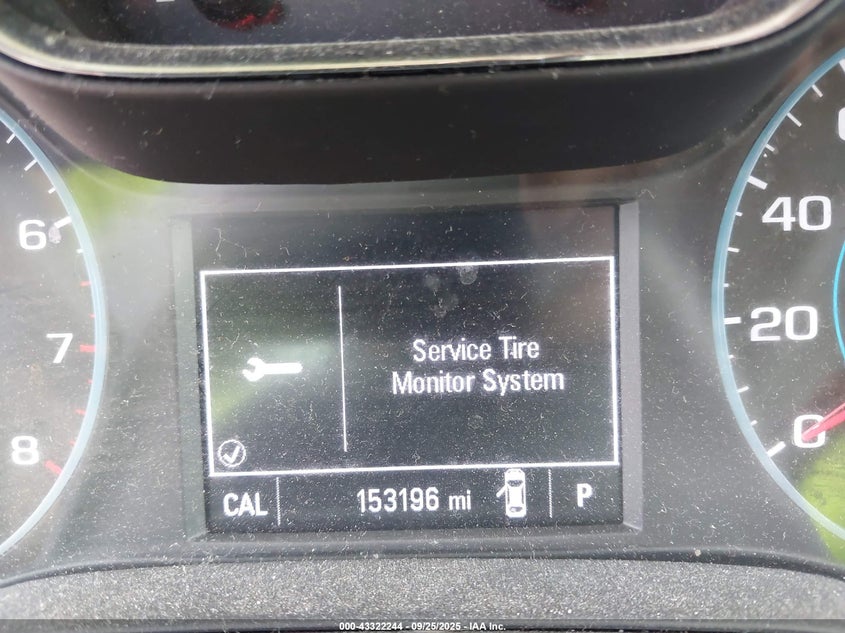 6
7
8
40
20
0
Service Tire
Monitor System
CAL 153196 mi P
000-43322244 - 09/25/2025 - IAA Inc.